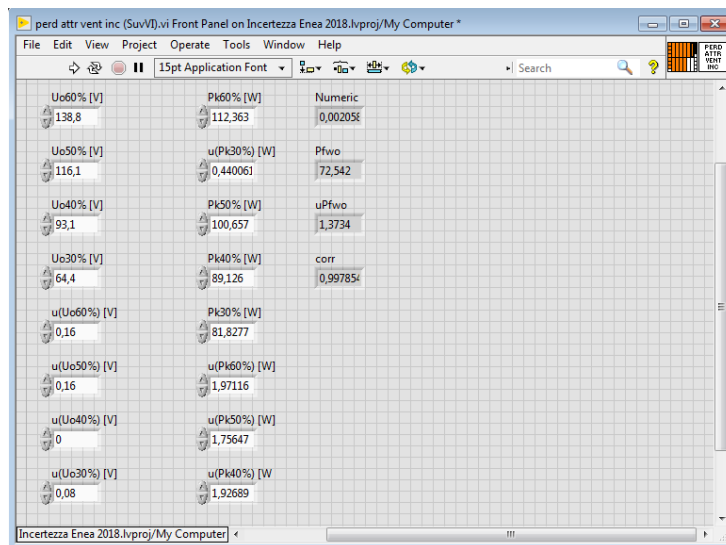 perd attr vent inc (SuvVI).vi Front Panel on Incertezza Enea 2018.lvproj/My Computer *
File Edit View Project Operate Tools Window Help
15pt Application Font Search ? PERD ATTR VENT INC
Uo60% [V] Pk60% [W] Numeric
138,8 112,363 0,002058
Uo50% [V] u(Pk30%) [W] Pfwo
116,1 0,440061 72,542
Uo40% [V] Pk50% [W] uPfwo
93,1 100,657 1,3734
Uo30% [V] Pk40% [W] corr
64,4 89,126 0,997854
u(Uo60%) [V] Pk30% [W]
0,16 81,8277
u(Uo50%) [V] u(Pk60%) [W]
0,16 1,97116
u(Uo40%) [V] u(Pk50%) [W]
0 1,75647
u(Uo30%) [V] u(Pk40%) [W
0,08 1,92689
Incertezza Enea 2018.lvproj/My Computer